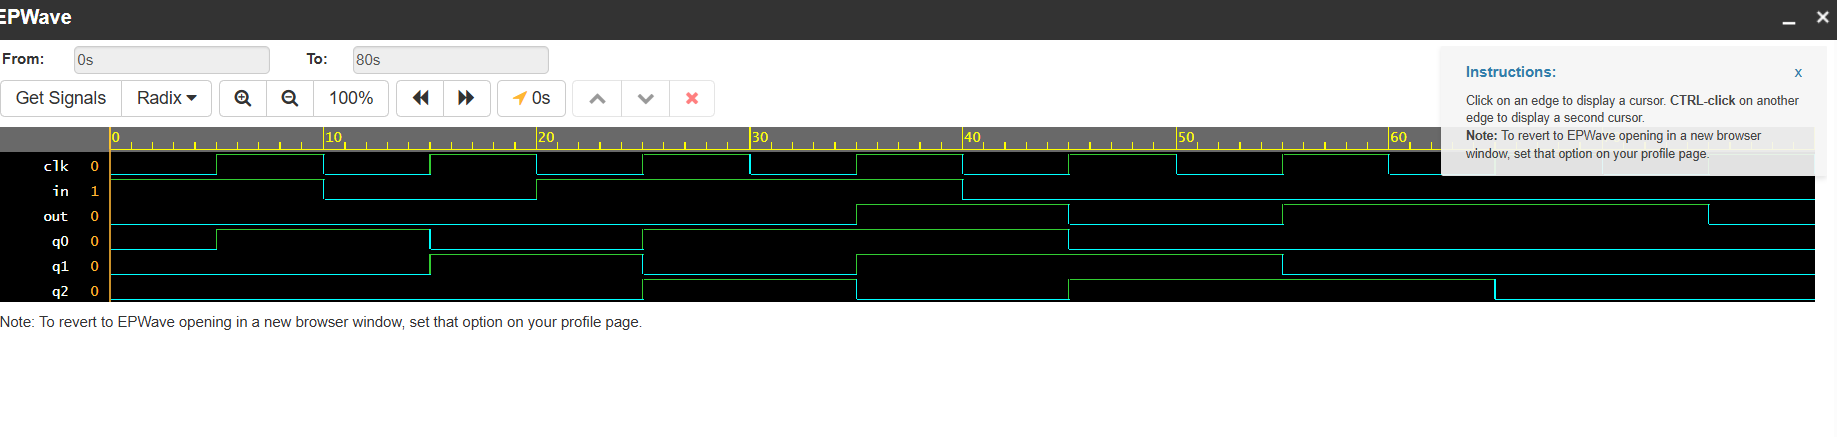 EPWave
From: 0s To: 80s
Get Signals Radix 100% 0s
Instructions: x
Click on an edge to display a cursor. CTRL-click on another
edge to display a second cursor.
Note: To revert to EPWave opening in a new browser
window, set that option on your profile page.
0 10 20 30 40 50 60
clk 0
in 1
out 0
q0 0
q1 0
q2 0
Note: To revert to EPWave opening in a new browser window, set that option on your profile page.